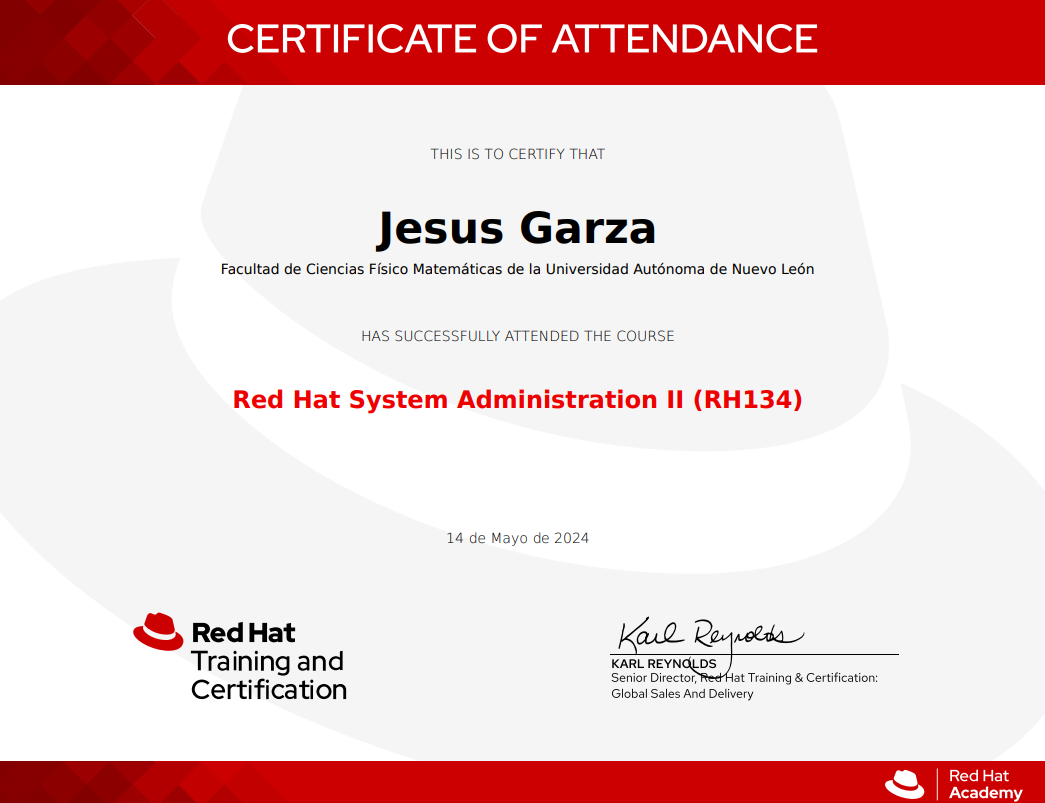 CERTIFICATE OF ATTENDANCE
THIS IS TO CERTIFY THAT
Jesus Garza
Facultad de Ciencias Físico Matemáticas de la Universidad Autónoma de Nuevo León
HAS SUCCESSFULLY ATTENDED THE COURSE
Red Hat System Administration II (RH134)
14 de Mayo de 2024
Red Hat
Training and
Certification
Karl Reynolds
KARL REYNOLDS
Senior Director, Red Hat Training & Certification:
Global Sales And Delivery
Red Hat
Academy